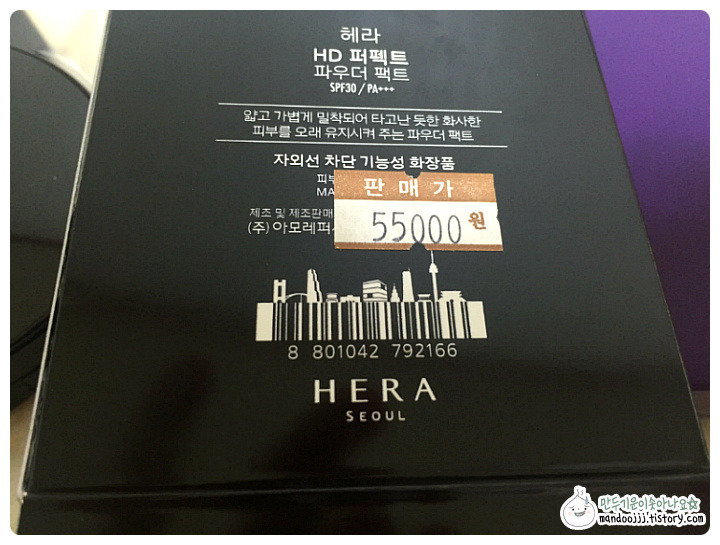 헤라
HD 퍼펙트
파우더 팩트
SPF30 / PA+++
얇고 가볍게 밀착되어 타고난 듯한 화사한
피부를 오래 유지시켜 주는 파우더 팩트
자외선 차단 기능성 화장품
판매가
55000 원
제조 및 제조판매
(주) 아모레퍼시
8 801042 792166
HERA
SEOUL
만두기운이솟아나요☆
mandoojjj.tistory.com